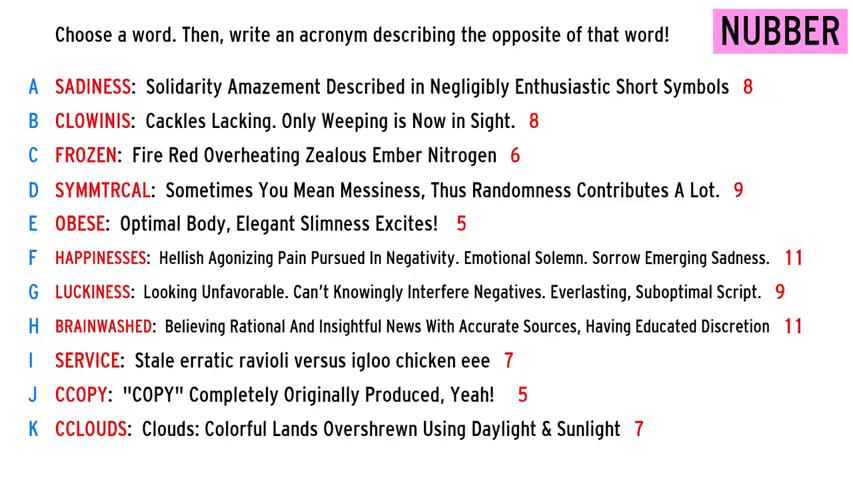 Choose a word. Then, write an acronym describing the opposite of that word!
NUBBER
A SADINESS: Solidarity Amazement Described in Negligibly Enthusiastic Short Symbols 8
B CLOWINIS: Cackles Lacking. Only Weeping is Now in Sight. 8
C FROZEN: Fire Red Overheating Zealous Ember Nitrogen 6
D SYMMTRCAL: Sometimes You Mean Messiness, Thus Randomness Contributes A Lot. 9
E OBESE: Optimal Body, Elegant Slimness Excites! 5
F HAPPINESSES: Hellish Agonizing Pain Pursued In Negativity. Emotional Solemn. Sorrow Emerging Sadness. 11
G LUCKINESS: Looking Unfavorable. Can't Knowingly Interfere Negatives. Everlasting, Suboptimal Script. 9
H BRAINWASHED: Believing Rational And Insightful News With Accurate Sources, Having Educated Discretion 11
I SERVICE: Stale erratic ravioli versus igloo chicken eee 7
J CCOPY: "COPY" Completely Originally Produced, Yeah! 5
K CCLOUDS: Clouds: Colorful Lands Overshrewn Using Daylight & Sunlight 7